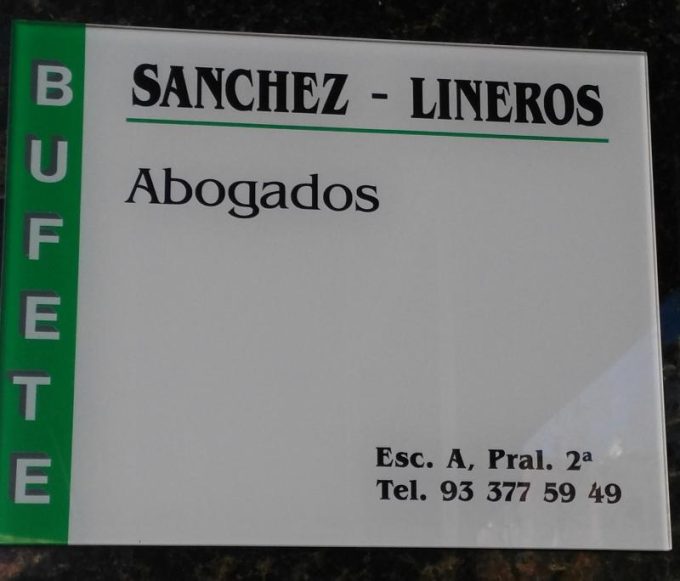 BUFETE
SANCHEZ - LINEROS
Abogados
Esc. A, Pral. 2ª
Tel. 93 377 59 49